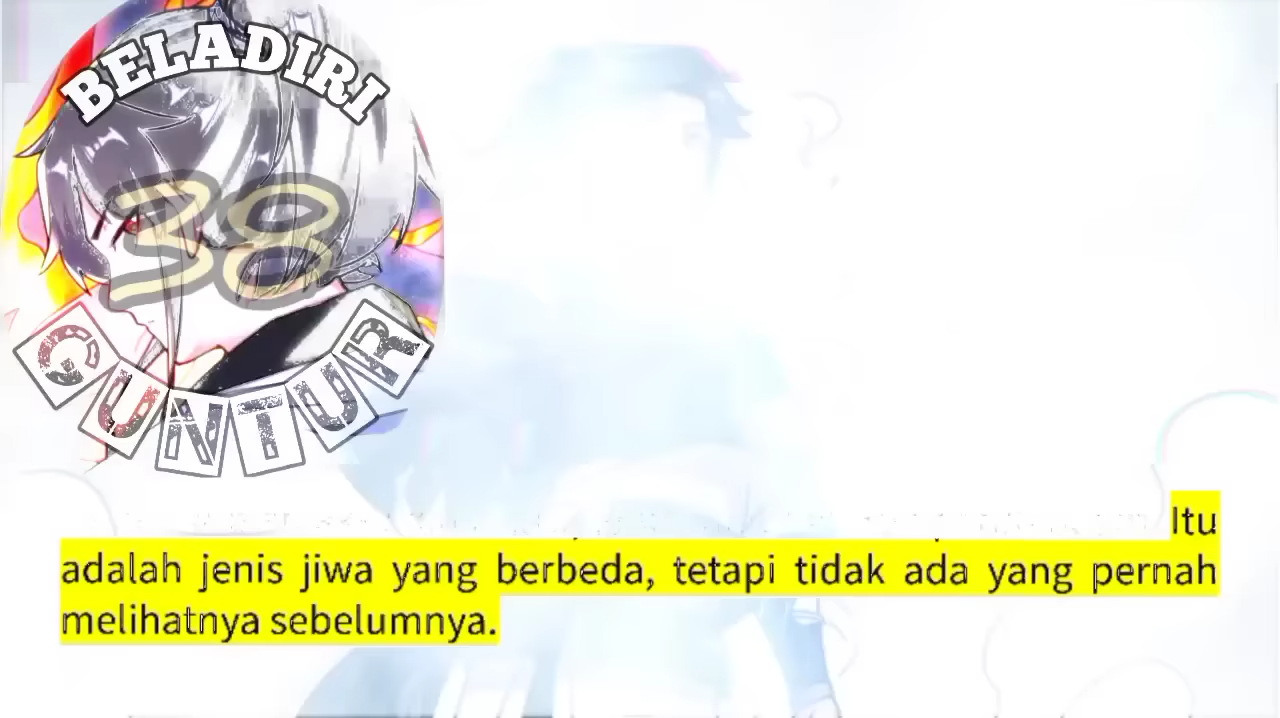 BELADIRI
38
GUNTUR
Itu
adalah jenis jiwa yang berbeda, tetapi tidak ada yang pernah
melihatnya sebelumnya.